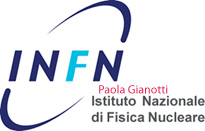 INFN
Paola Gianotti
Istituto Nazionale
di Fisica Nucleare